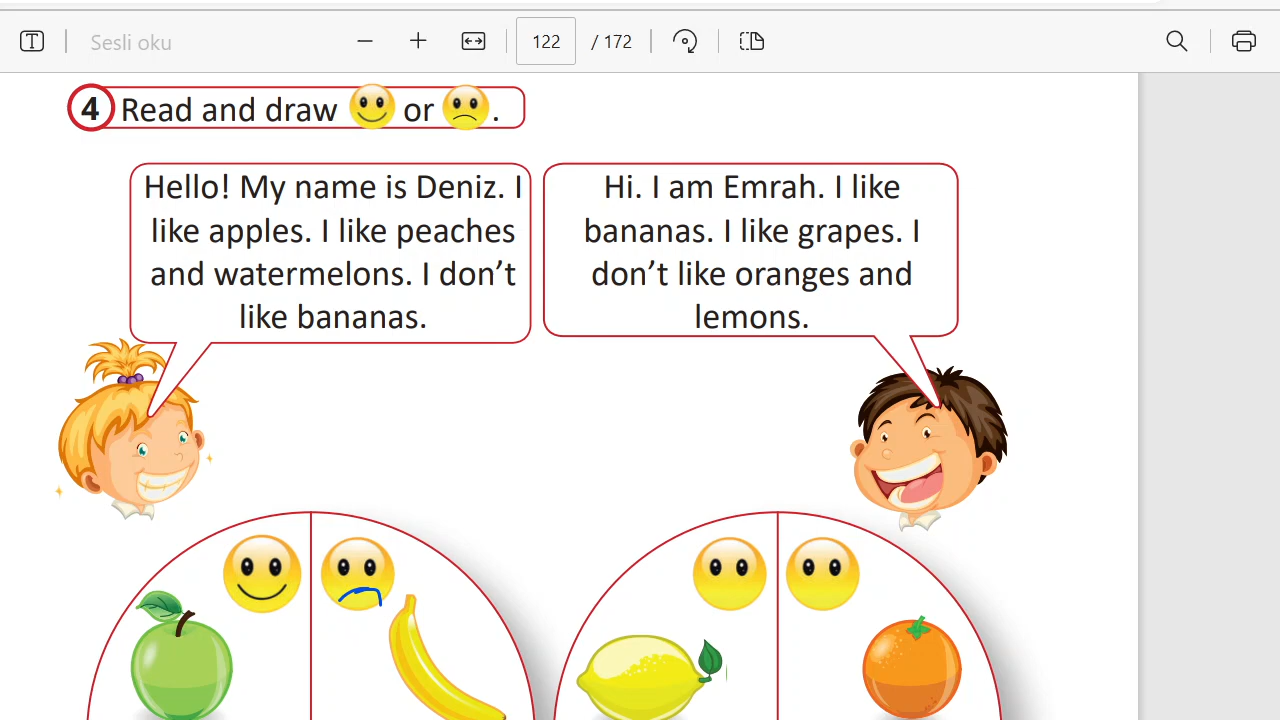 Sesli oku
122 / 172
4 Read and draw or .
Hello! My name is Deniz. I
like apples. I like peaches
and watermelons. I don’t
like bananas.
Hi. I am Emrah. I like
bananas. I like grapes. I
don’t like oranges and
lemons.